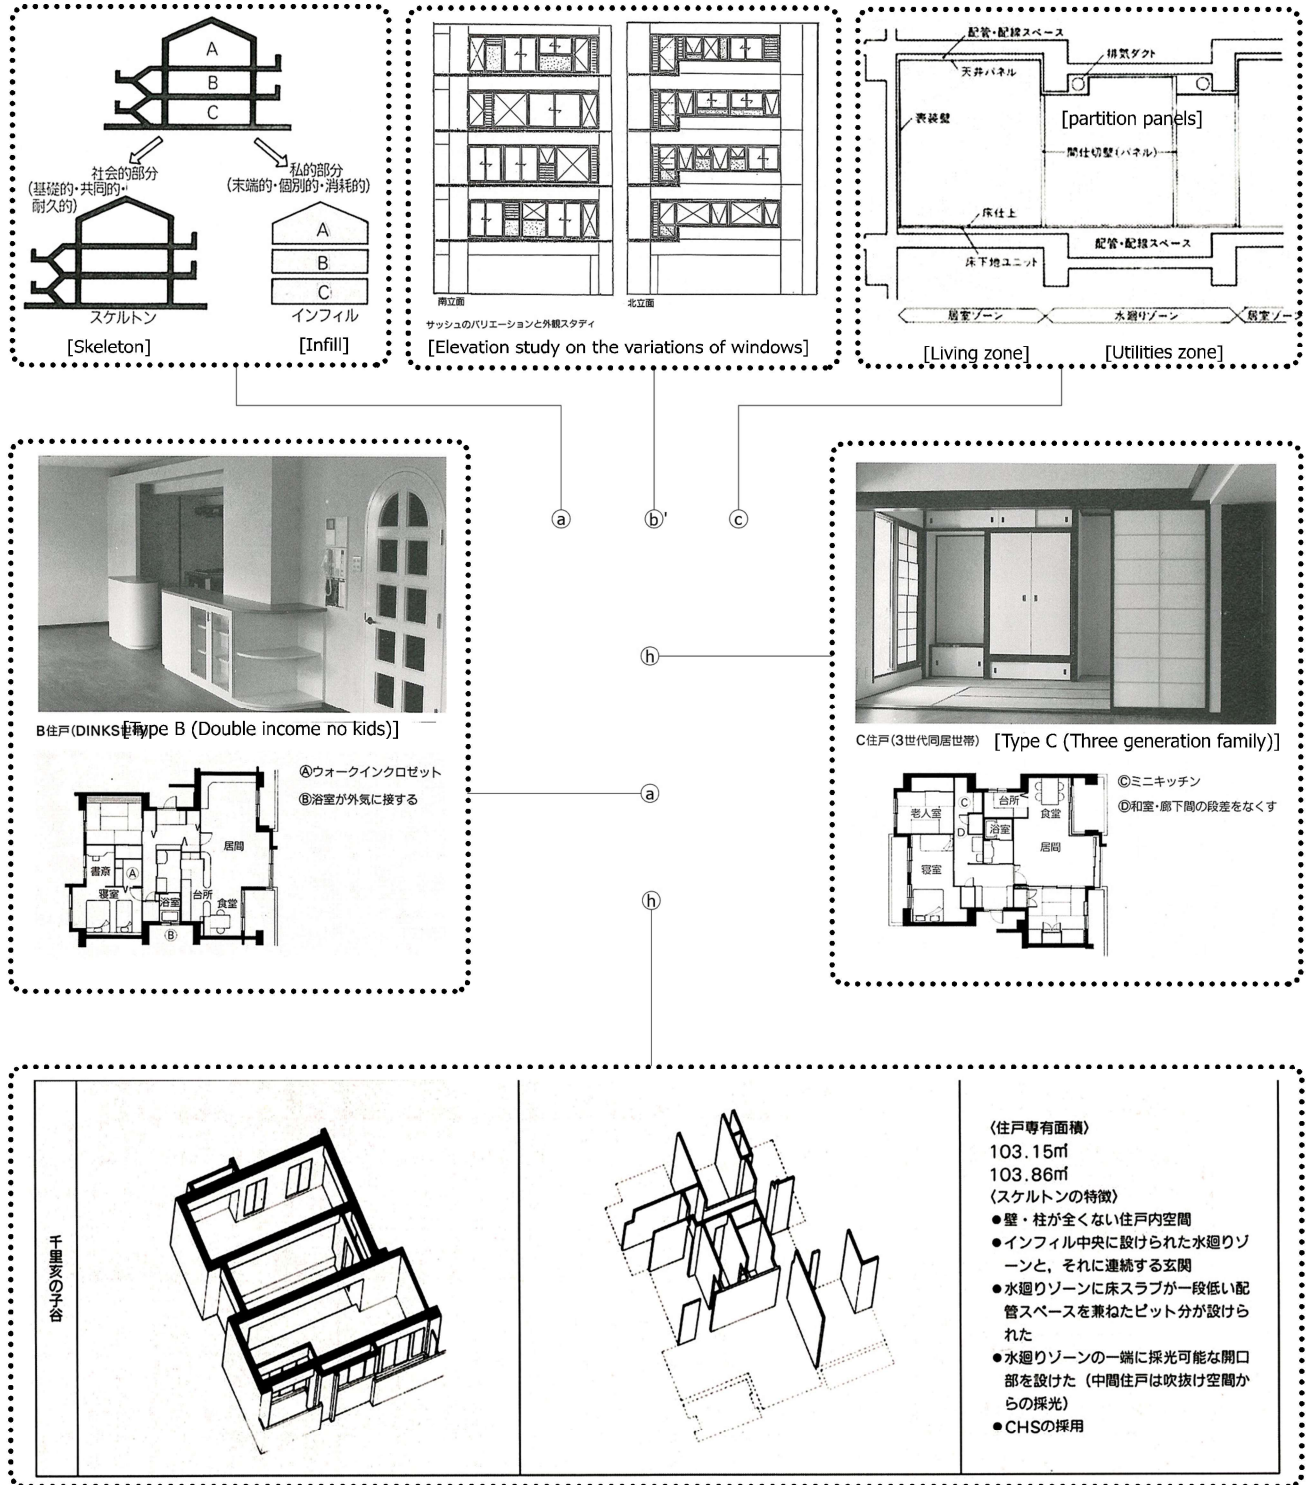 A
B
C
社会的部分
(基礎的・共同的・
耐久的)
私的部分
(末端的・個別的・消耗的)
A
B
C
スケルトン
インフィル
[Skeleton]
[Infill]
南立面
北立面
サッシュのバリエーションと外観スタディ
[Elevation study on the variations of windows]
配管・配線スペース
排気ダクト
天井パネル
表装壁
[partition panels]
間仕切壁(パネル)
床仕上
配管・配線スペース
床下地ユニット
居室ゾーン
水廻りゾーン
居室ゾー
[Living zone]
[Utilities zone]
a
b'
c
h
a
h
B住戸(DINKS世帯)
[Type B (Double income no kids)]
Ⓐウォークインクロゼット
Ⓑ浴室が外気に接する
居間
書斎
A
寝室
浴室
台所
食堂
B
C住戸(3世代同居世帯)
[Type C (Three generation family)]
Ⓒミニキッチン
Ⓓ和室・廊下間の段差をなくす
老人室
C
D
台所
食堂
浴室
居間
寝室
千里亥の子谷
〈住戸専有面積〉
103.15㎡
103.86㎡
〈スケルトンの特徴〉
●壁・柱が全くない住戸内空間
●インフィル中央に設けられた水廻りゾ
ーンと，それに連続する玄関
●水廻りゾーンに床スラブが一段低い配
管スペースを兼ねたピット分が設けら
れた
●水廻りゾーンの一端に採光可能な開口
部を設けた（中間住戸は吹抜け空間か
らの採光）
●CHSの採用